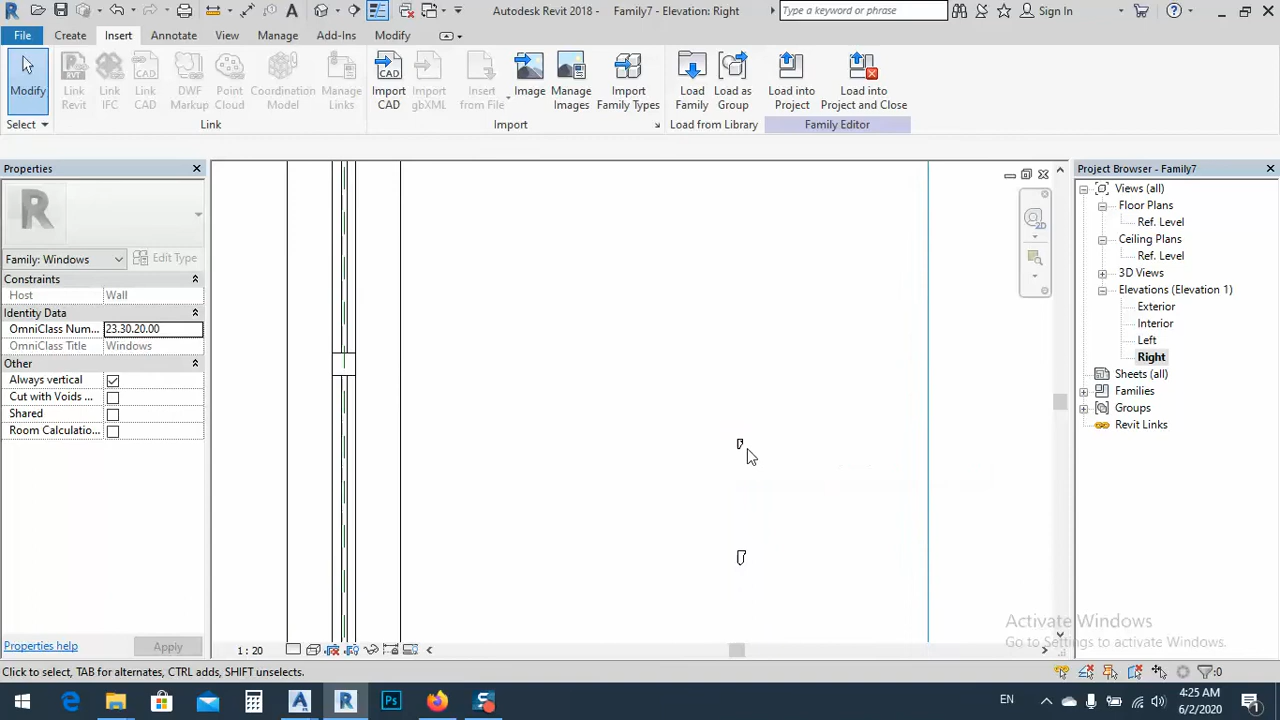 Autodesk Revit 2018 - Family7 - Elevation: Right
Type a keyword or phrase
Sign In
File
Create
Insert
Annotate
View
Manage
Add-Ins
Modify
Modify
Link Revit
Link IFC
Link CAD
DWF Markup
Point Cloud
Coordination Model
Manage Links
Import CAD
Import gbXML
Insert from File
Image
Manage Images
Import Family Types
Load Family
Load as Group
Load into Project
Load into Project and Close
Select
Link
Import
Load from Library
Family Editor
Properties
R
Family: Windows
Edit Type
Constraints
Host
Wall
Identity Data
OmniClass Num...
23.30.20.00
OmniClass Title
Windows
Other
Always vertical
Cut with Voids ...
Shared
Room Calculatio...
Properties help
Apply
2D
Project Browser - Family7
Views (all)
Floor Plans
Ref. Level
Ceiling Plans
Ref. Level
3D Views
Elevations (Elevation 1)
Exterior
Interior
Left
Right
Sheets (all)
Families
Groups
Revit Links
Activate Windows
Go to Settings to activate Windows.
1 : 20
Click to select, TAB for alternates, CTRL adds, SHIFT unselects.
:0
EN
4:25 AM
6/2/2020